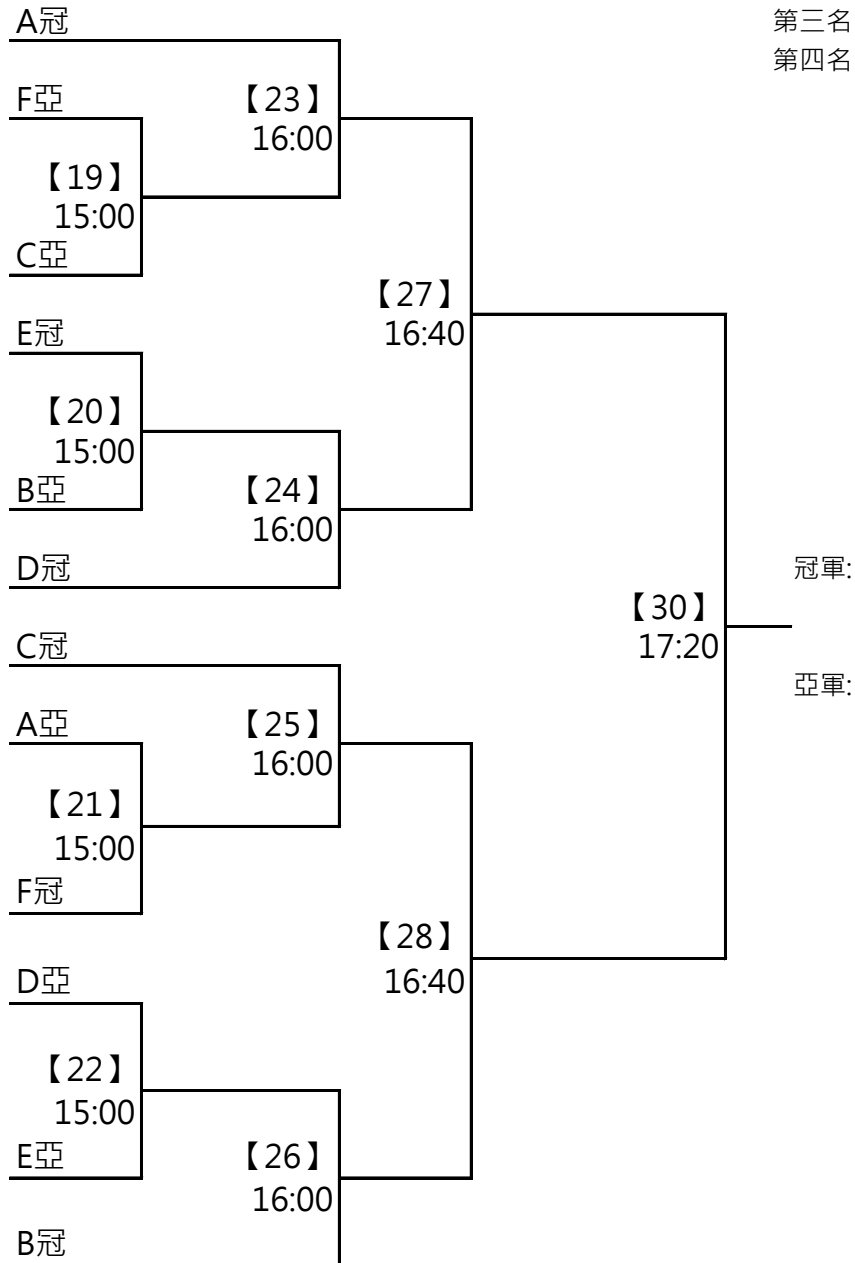 A冠
第三名
第四名
F亞
【23】
16:00
【19】
15:00
C亞
【27】
16:40
E冠
【20】
15:00
B亞
【24】
16:00
D冠
冠軍:
【30】
17:20
C冠
亞軍:
A亞
【25】
16:00
【21】
15:00
F冠
【28】
16:40
D亞
【22】
15:00
E亞
【26】
16:00
B冠